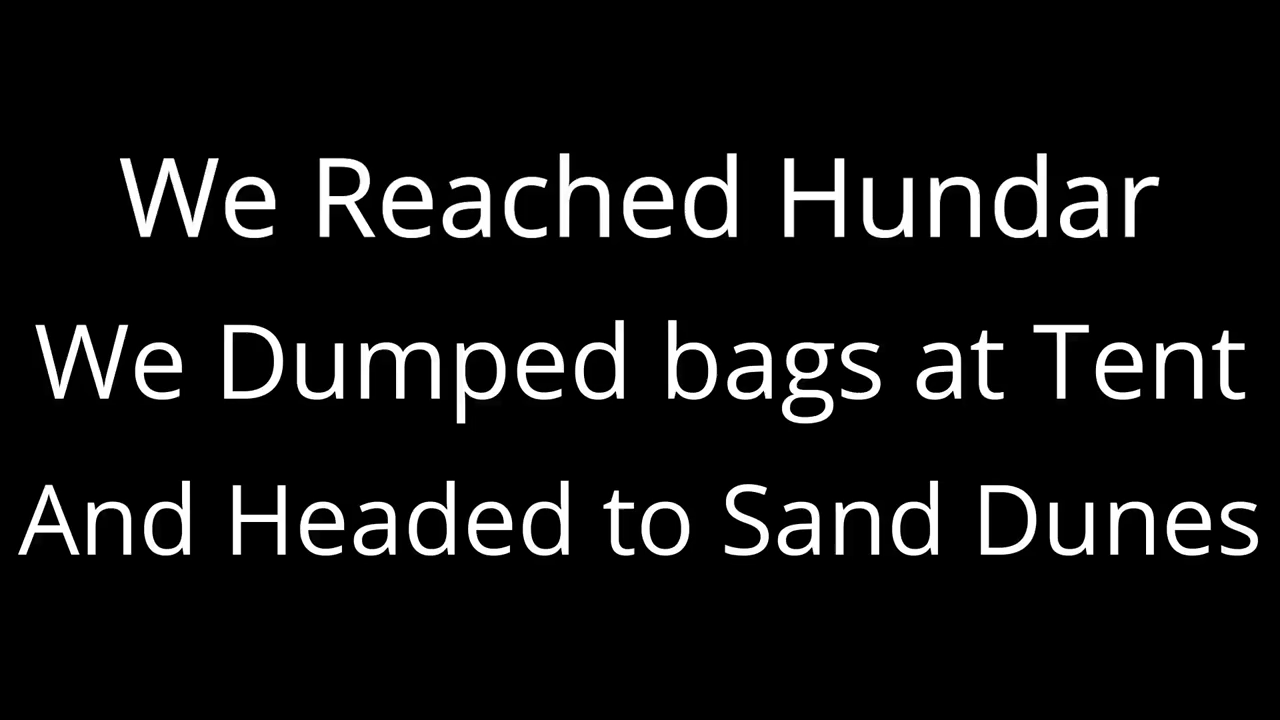 We Reached Hundar
We Dumped bags at Tent
And Headed to Sand Dunes